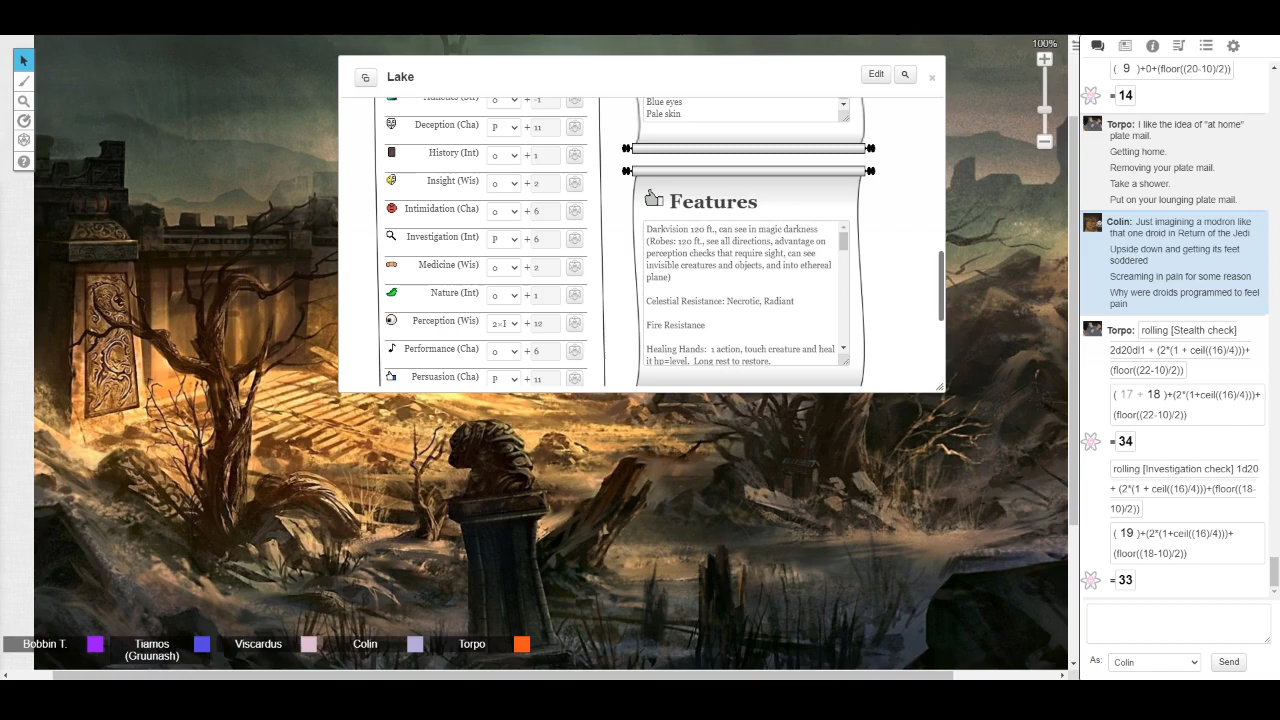 100%
Lake
Edit
Athletics (Str) 0 + -1
Deception (Cha) P + 11
History (Int) 0 + 1
Insight (Wis) 0 + 2
Intimidation (Cha) 0 + 6
Investigation (Int) P + 6
Medicine (Wis) 0 + 2
Nature (Int) 0 + 1
Perception (Wis) + 12
Performance (Cha) 0 + 6
Persuasion (Cha) P + 11
Blue eyes
Pale skin
Features
Darkvision 120 ft., can see in magic darkness
(Robes: 120 ft., see all directions, advantage on
perception checks that require sight, can see
invisible creatures and objects, and into ethereal
plane)
Celestial Resistance: Necrotic, Radiant
Fire Resistance
Healing Hands: 1 action, touch creature and heal
it hp=level. Long rest to restore.
( 9 )+0+(floor((20-10)/2))
= 14
Torpo: I like the idea of "at home"
plate mail.
Getting home.
Removing your plate mail.
Take a shower.
Put on your lounging plate mail.
Colin: Just imagining a modron like
that one droid in Return of the Jedi
Upside down and getting its feet
soddered
Screaming in pain for some reason
Why were droids programmed to feel
pain
Torpo: rolling [Stealth check]
2d20dl1 + (2*(1 + ceil((16)/4)))+
(floor((22-10)/2))
( 17 + 18 )+(2*(1+ceil((16)/4)))+
(floor((22-10)/2))
= 34
rolling [Investigation check] 1d20
+ (2*(1 + ceil((16)/4)))+(floor((18-
10)/2))
( 19 )+(2*(1+ceil((16)/4)))+
(floor((18-10)/2))
= 33
As: Colin Send
Bobbin T. Tiamos Viscardus Colin Torpo
(Gruunash)